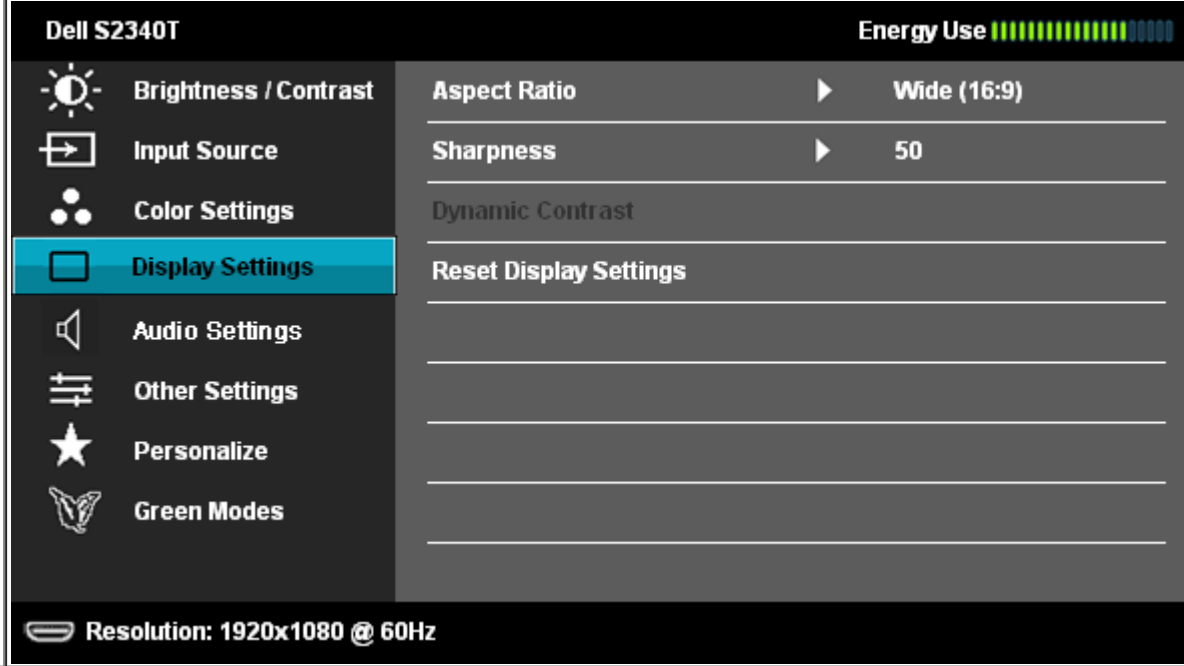 Dell S2340T Energy Use
Brightness / Contrast Aspect Ratio Wide (16:9)
Input Source Sharpness 50
Color Settings Dynamic Contrast
Display Settings Reset Display Settings
Audio Settings
Other Settings
Personalize
Green Modes
Resolution: 1920x1080 @ 60Hz